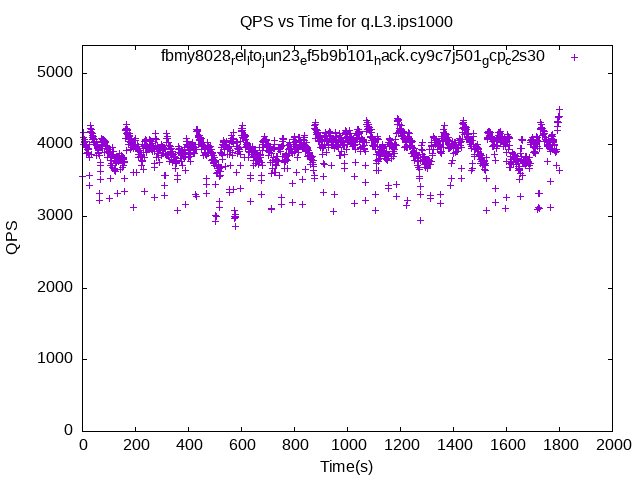 QPS vs Time for q.L3.ips1000
fbmy8028relltojun23ef5b9b101hack.cy9c7j501gcpc2s30
QPS
5000
4000
3000
2000
1000
0
0 200 400 600 800 1000 1200 1400 1600 1800 2000
Time(s)